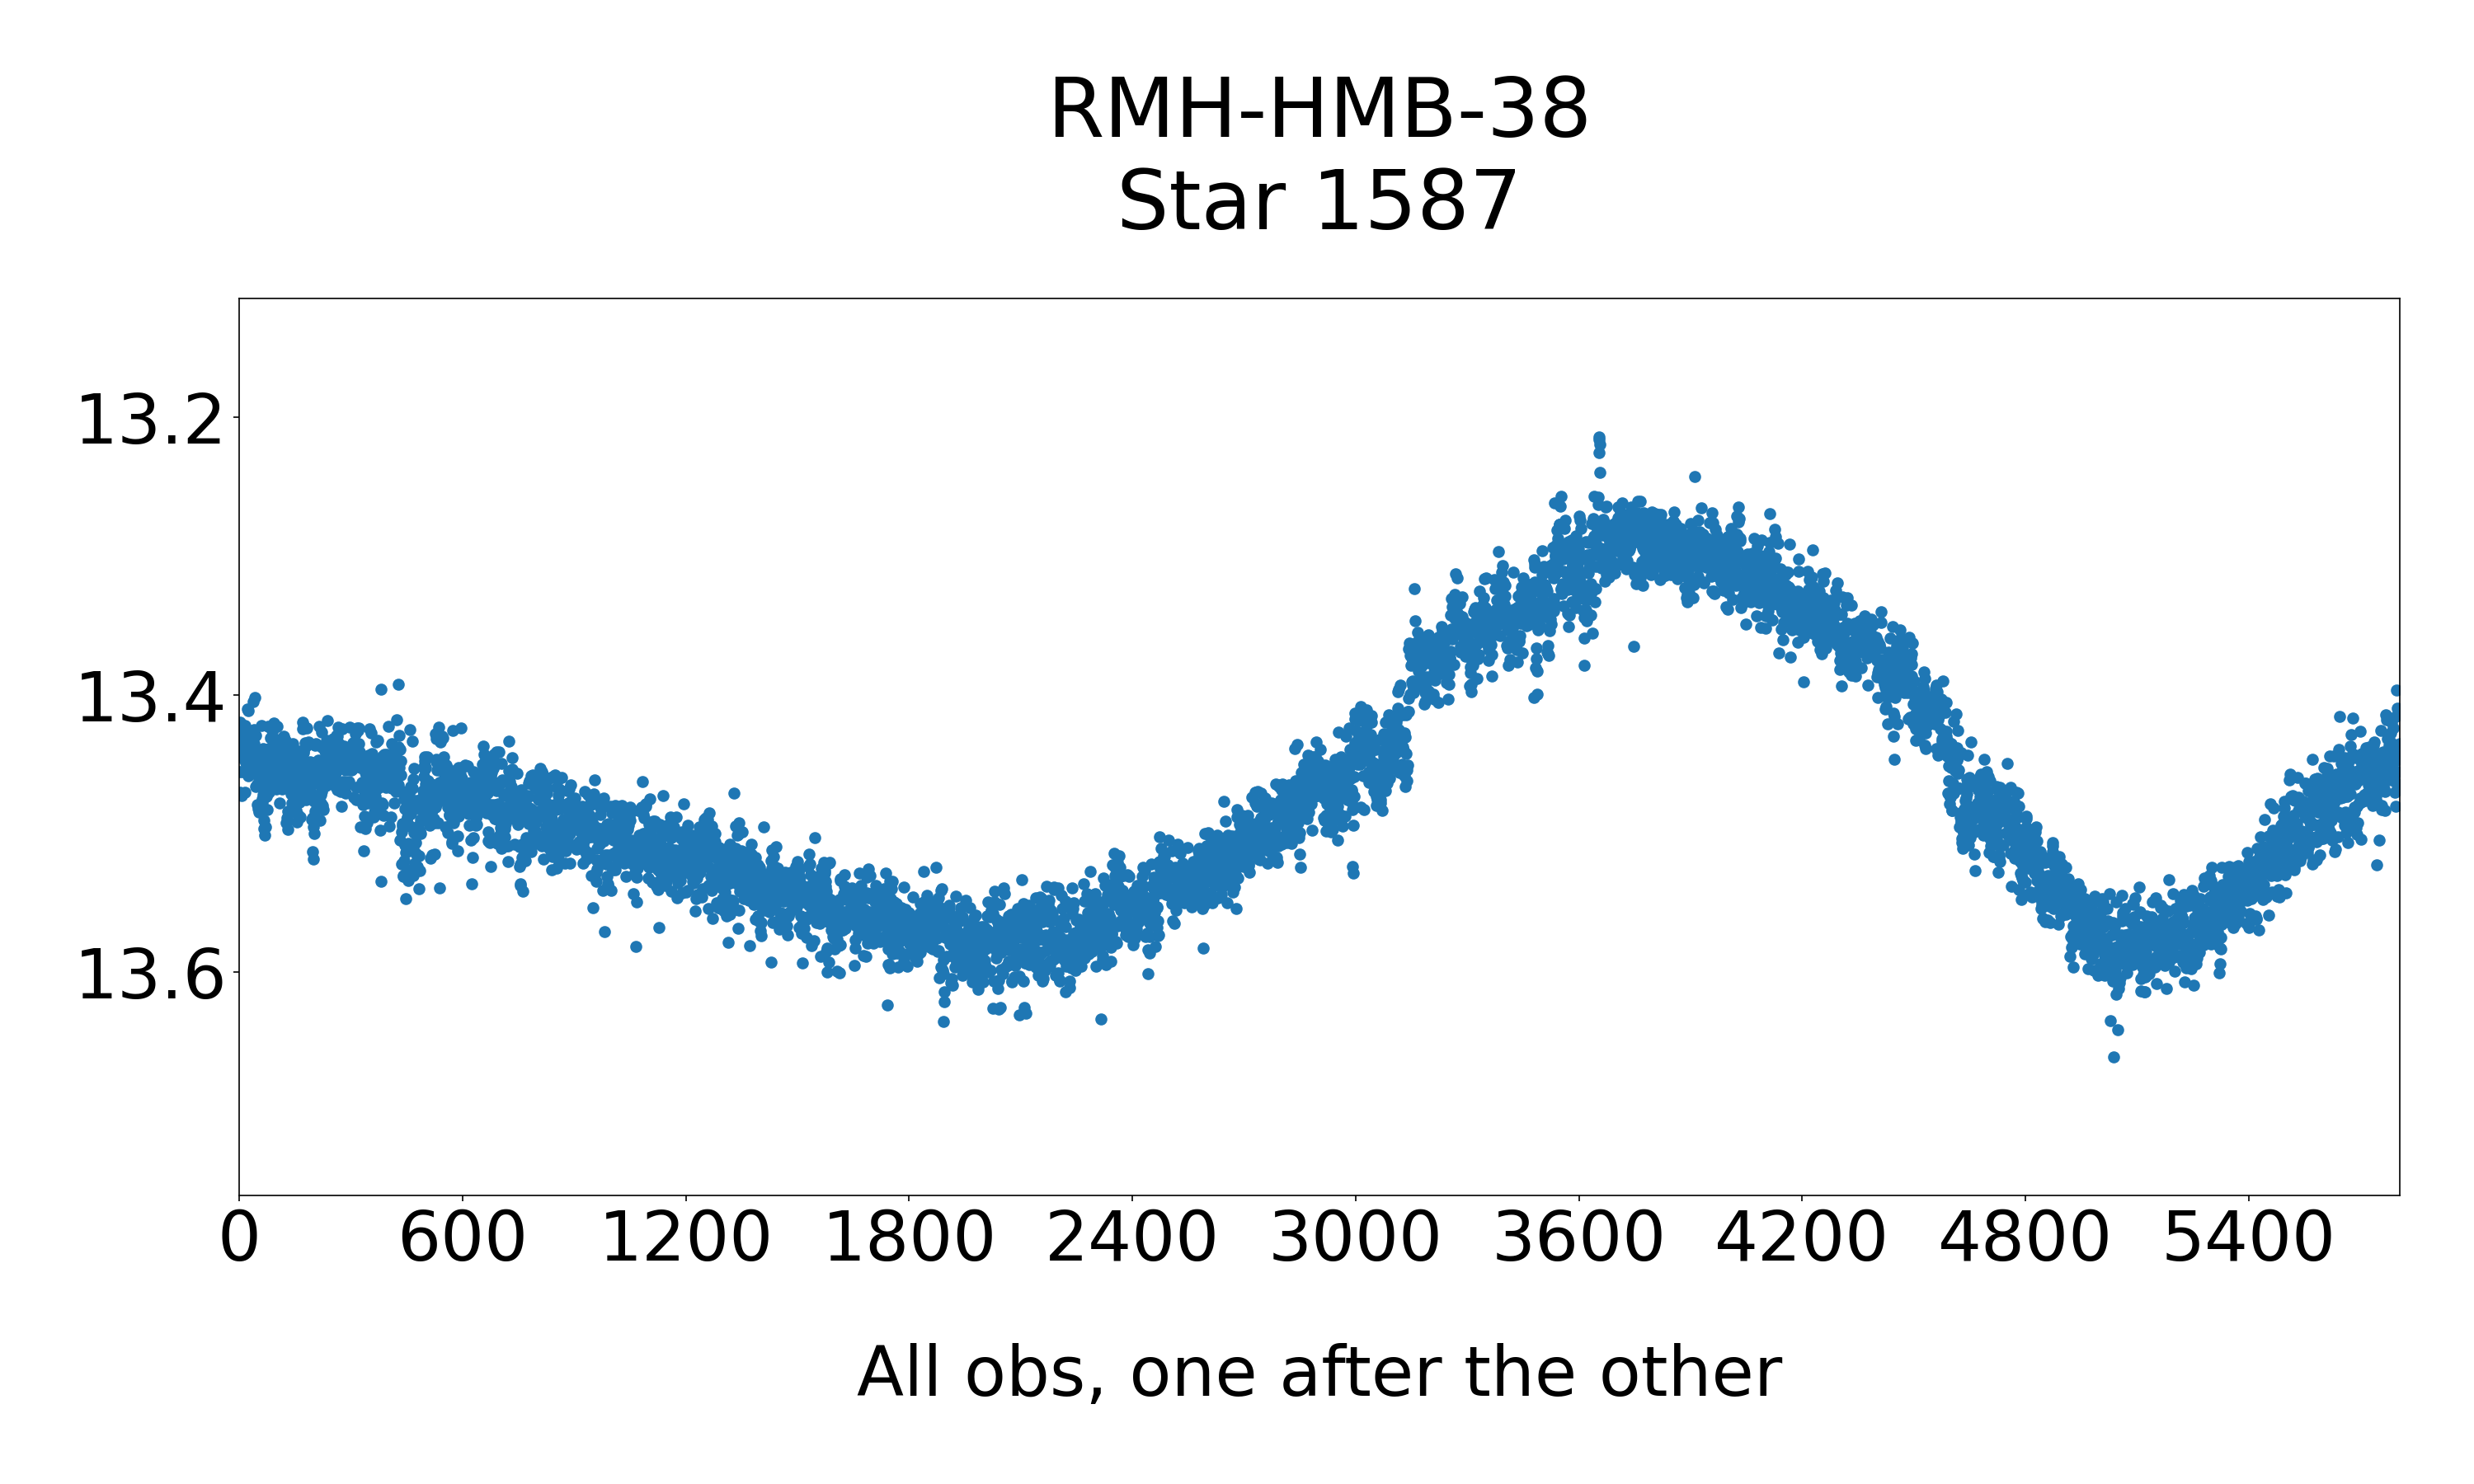 RMH-HMB-38
Star 1587
13.2
13.4
13.6
0 600 1200 1800 2400 3000 3600 4200 4800 5400
All obs, one after the other